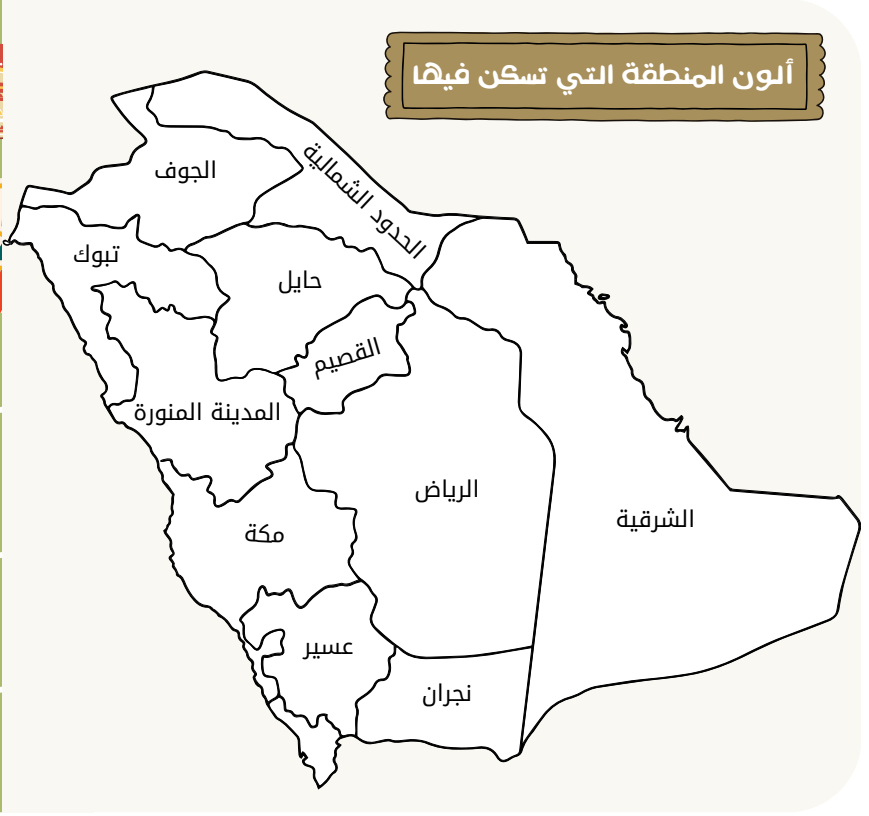 ألون المنطقة التي تسكن فيها
الجوف
الحدود الشمالية
تبوك
حايل
القصيم
المدينة المنورة
الرياض
الشرقية
مكة
عسير
نجران